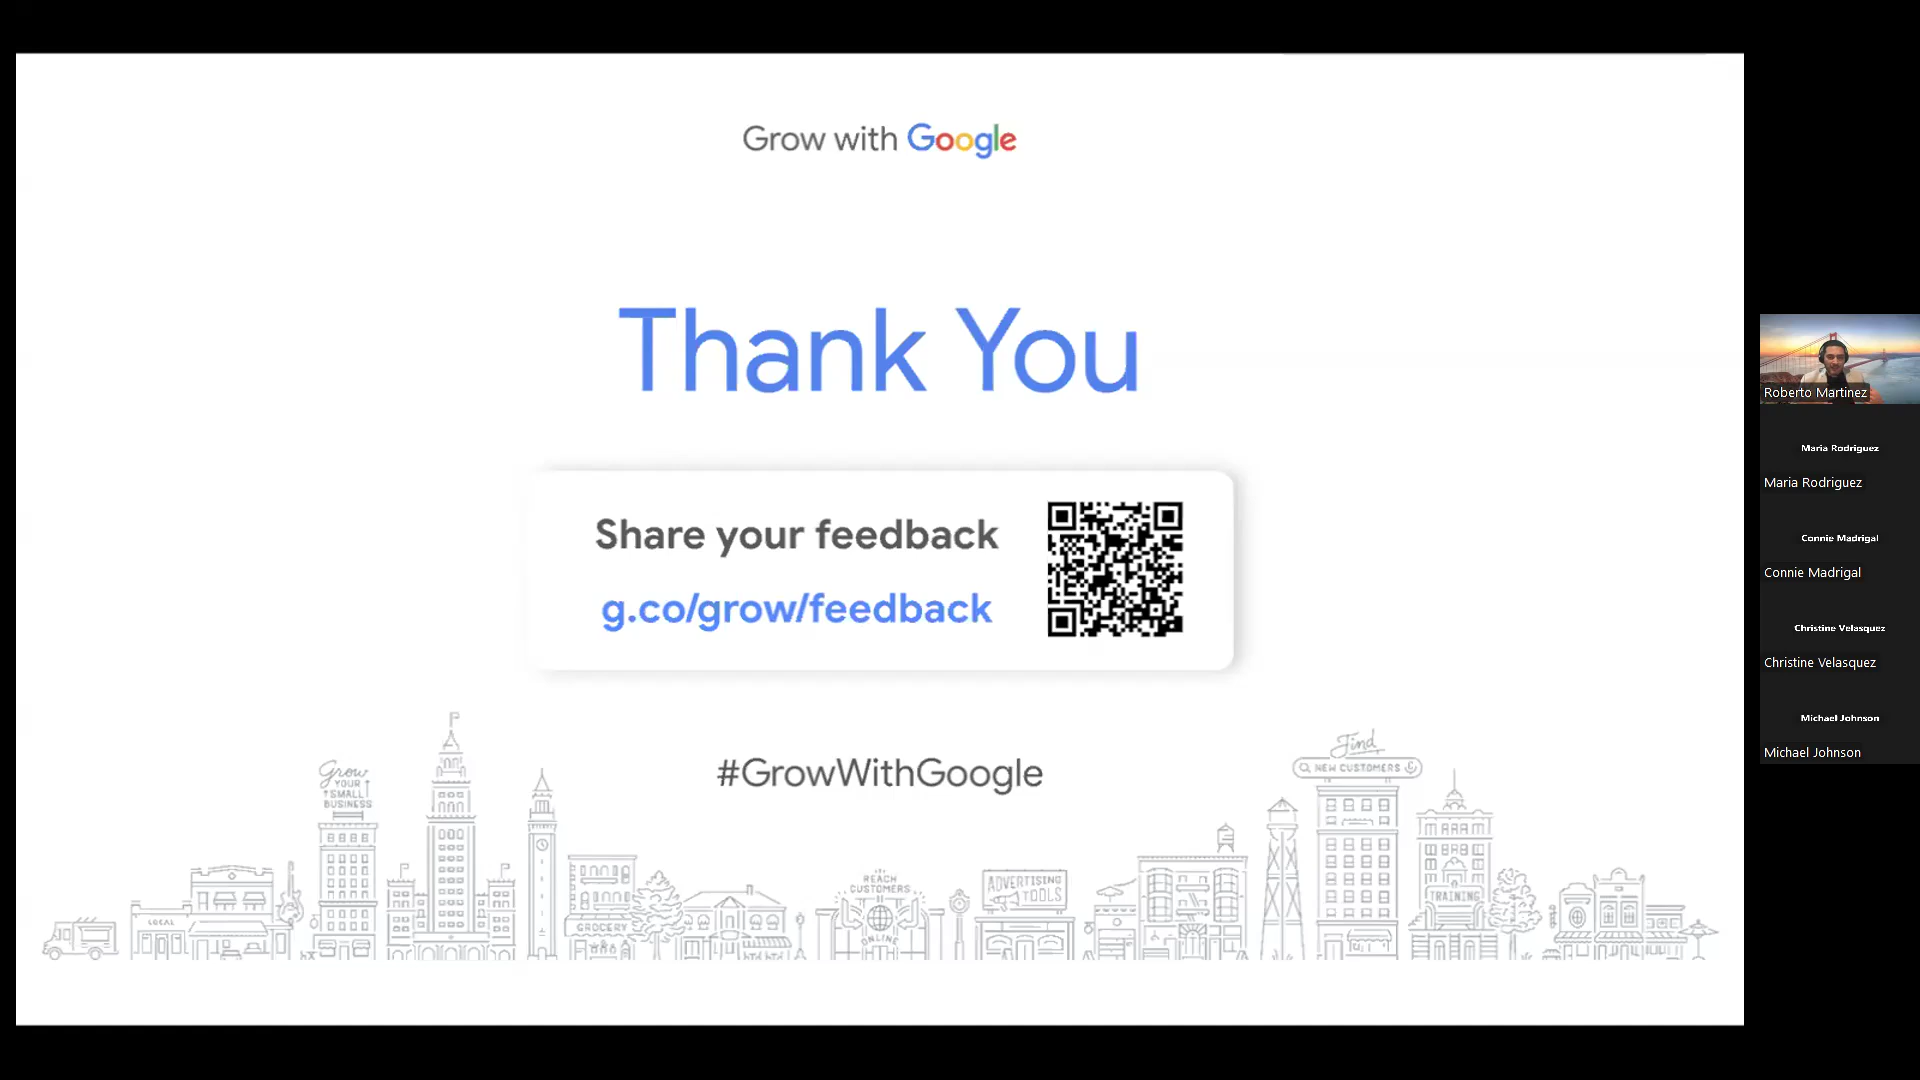 Grow with Google
Thank You
Share your feedback
g.co/grow/feedback
#GrowWithGoogle
Grow
YOUR
SMALL
BUSINESS
Find
NEW CUSTOMERS
LOCAL
GROCERY
REACH
CUSTOMERS
ONLINE
ADVERTISING
TOOLS
TRAINING
Roberto Martinez
Maria Rodriguez
Maria Rodriguez
Connie Madrigal
Connie Madrigal
Christine Velasquez
Christine Velasquez
Michael Johnson
Michael Johnson